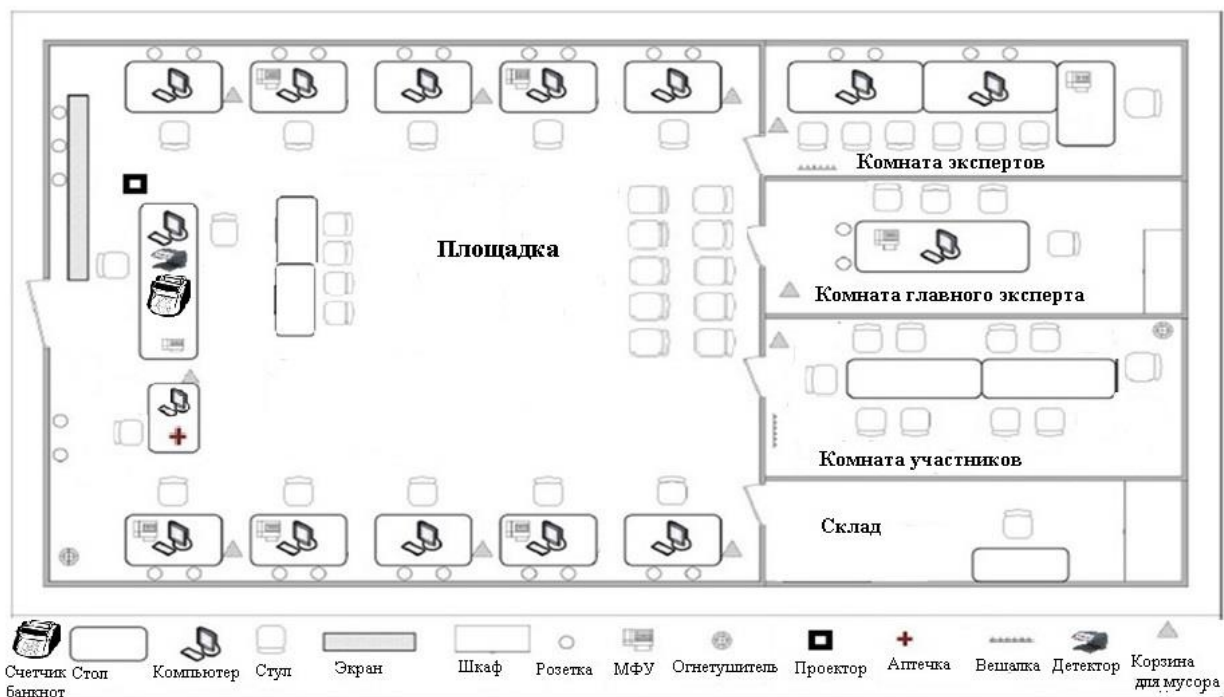 Комната экспертов
Площадка
Комната главного эксперта
Комната участников
Склад
Счетчик банкнот
Стол
Компьютер
Стул
Экран
Шкаф
Розетка
МФУ
Огнетушитель
Проектор
Аптечка
Вешалка
Детектор
Корзина
для мусора